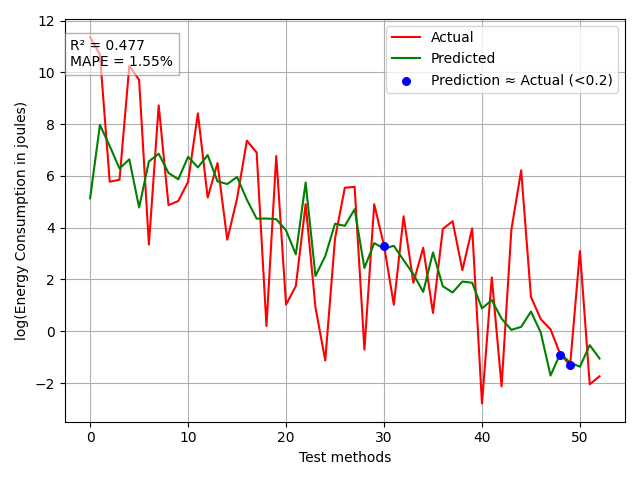 R² = 0.477
MAPE = 1.55%
Actual
Predicted
Prediction ≈ Actual (<0.2)
log(Energy Consumption in joules)
12
10
8
6
4
2
0
−2
0
10
20
30
40
50
Test methods